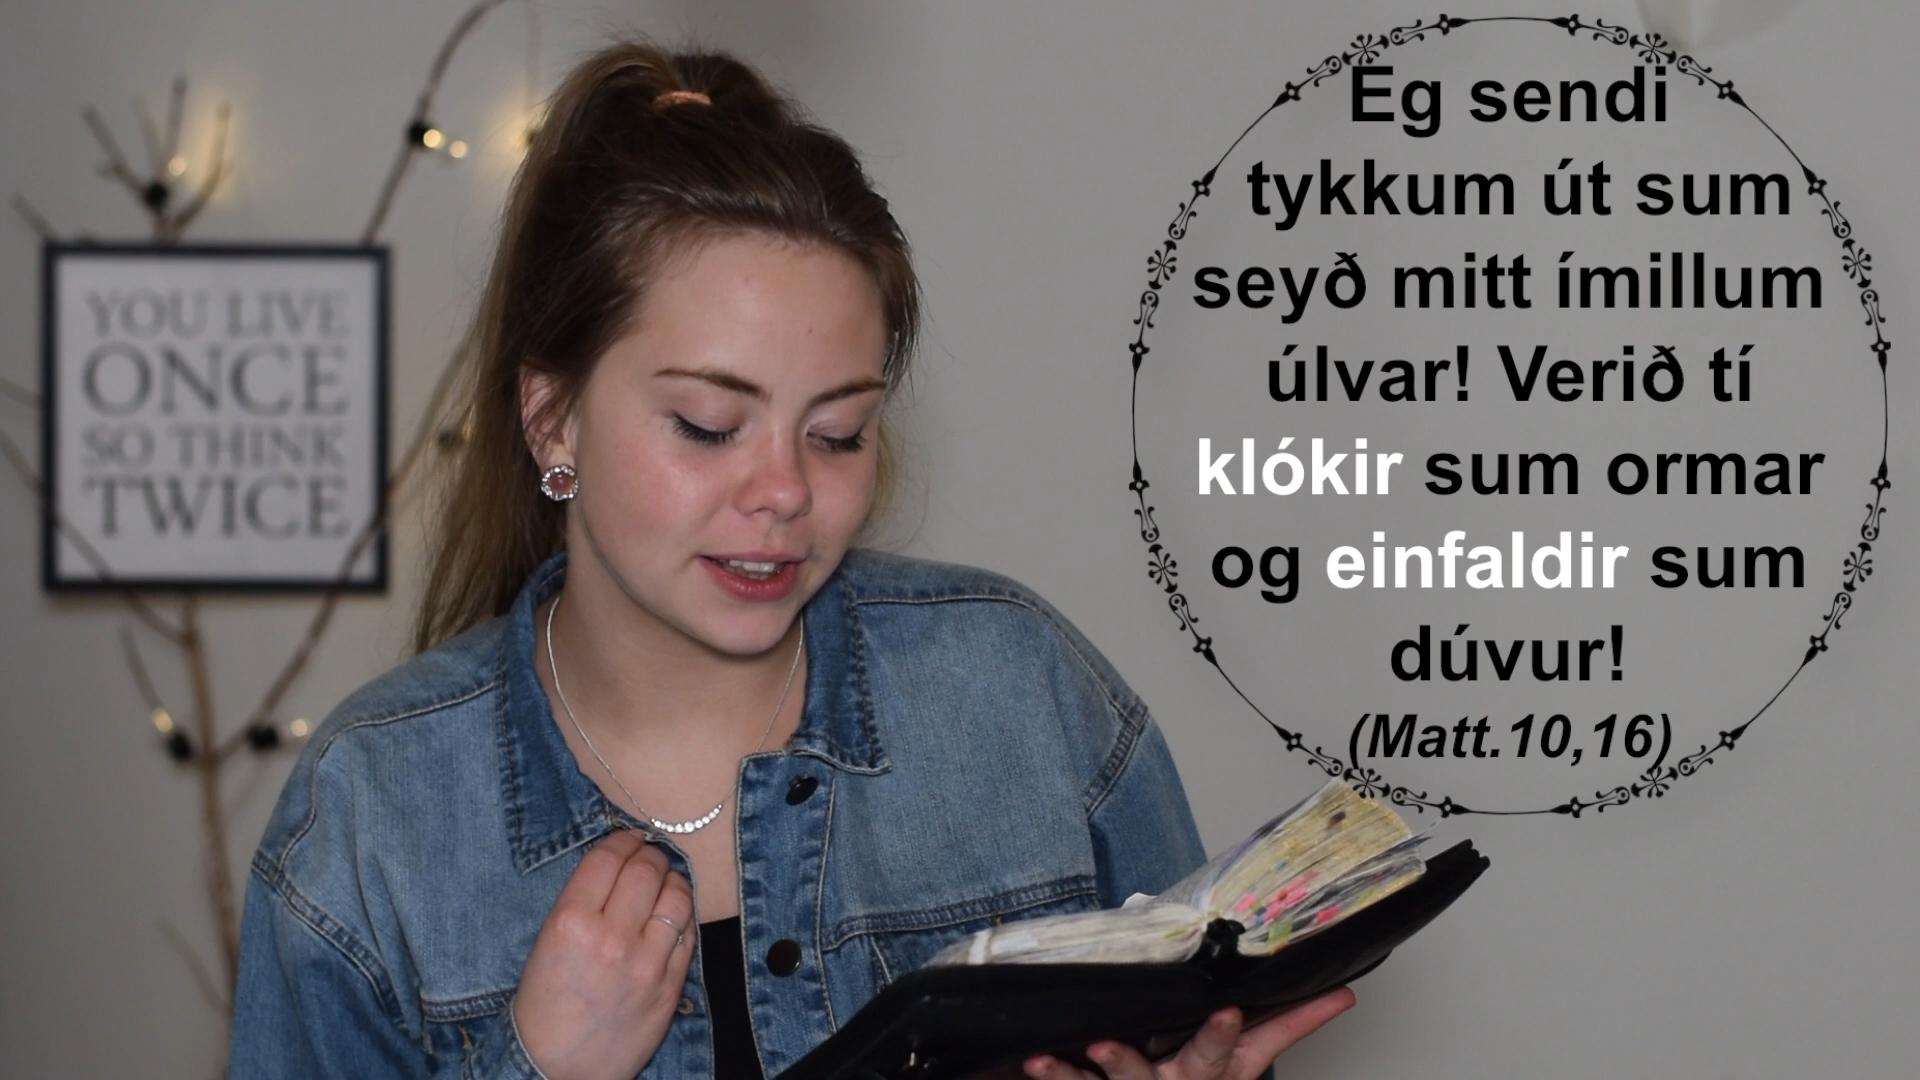 YOU LIVE
ONCE
SO THINK
TWICE
Eg sendi
tykkum út sum
seyð mitt ímillum
úlvar! Verið tí
klókir sum ormar
og einfaldir sum
dúvur!
(Matt.10,16)